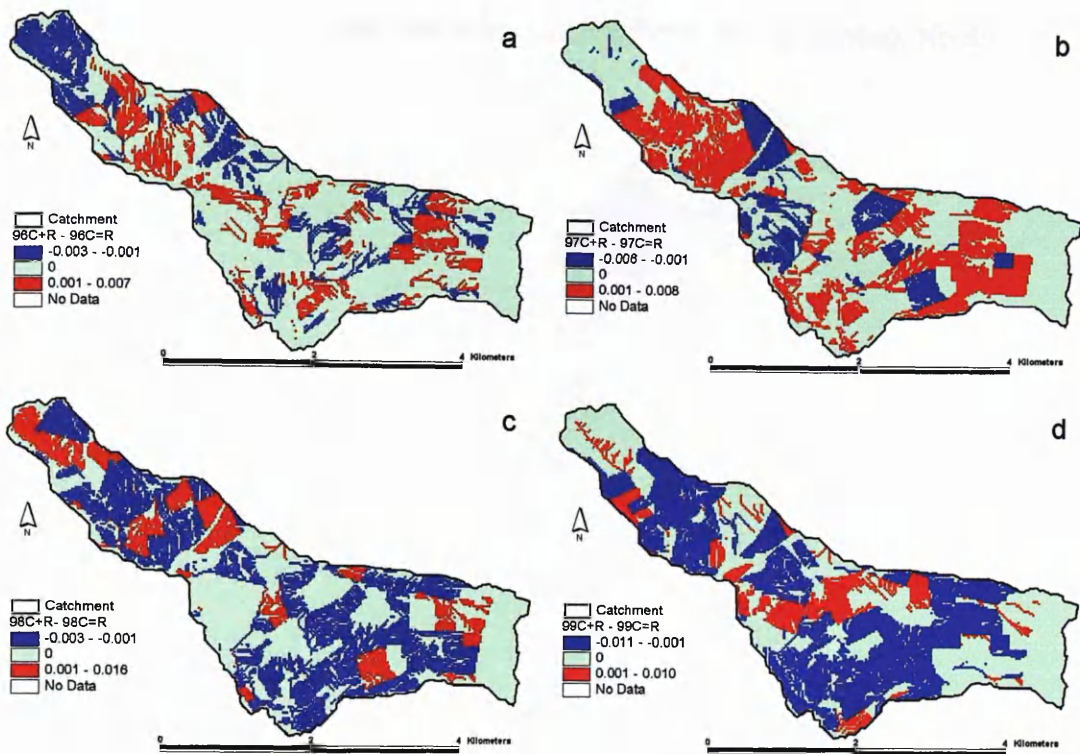 a
N
Catchment
96C+R - 96C=R
-0.003 - -0.001
0
0.001 - 0.007
No Data
0 2 4 Kilometers
b
N
Catchment
97C+R - 97C=R
-0.008 - -0.001
0
0.001 - 0.008
No Data
0 2 4 Kilometers
c
N
Catchment
98C+R- 98C=R
-0.003 - -0.001
0
0.001 - 0.016
No Data
0 2 4 Kilometers
d
N
Catchment
99C+R - 99C=R
-0.011 - -0.001
0
0.001 - 0.010
No Data
0 2 4 Kilometers